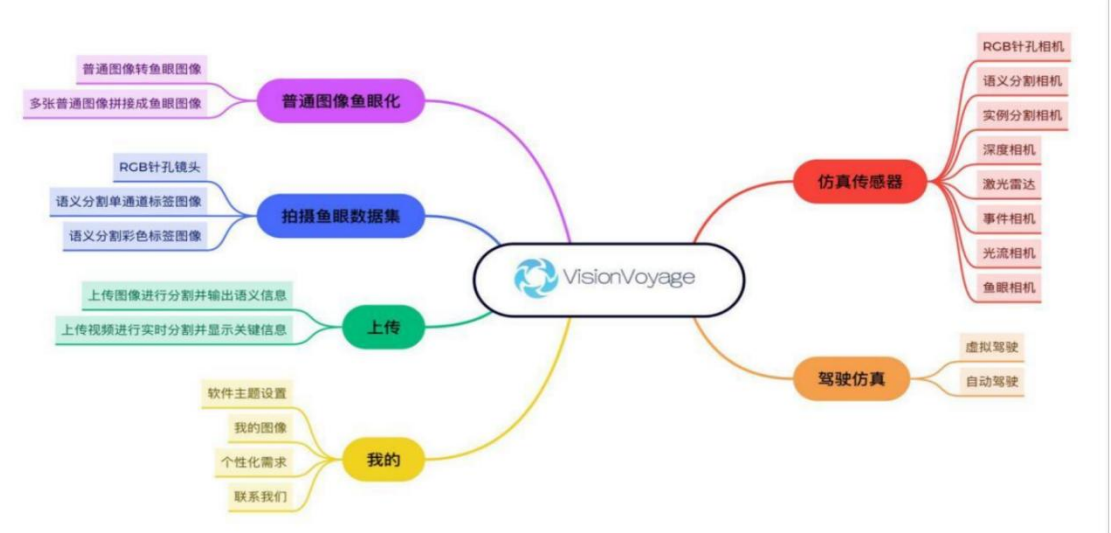 普通图像转鱼眼图像
多张普通图像拼接成鱼眼图像
普通图像鱼眼化
RGB针孔镜头
语义分割单通道标签图像
语义分割彩色标签图像
拍摄鱼眼数据集
上传图像进行分割并输出语义信息
上传视频进行实时分割并显示关键信息
上传
软件主题设置
我的图像
个性化需求
联系我们
我的
VisionVoyage
仿真传感器
RGB针孔相机
语义分割相机
实例分割相机
深度相机
激光雷达
事件相机
光流相机
鱼眼相机
驾驶仿真
虚拟驾驶
自动驾驶